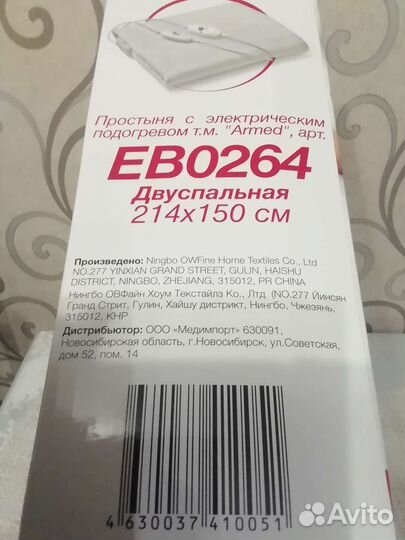 Простыня с электрическим
подогревом т.м. "Armed", арт.
EB0264
Двуспальная
214x150 см
Произведено: Ningbo OWFine Home Textiles Co., Ltd
NO.277 YINXIAN GRAND STREET, GULIN, HAISHU
DISTRICT, NINGBO, ZHEJIANG, 315012, PR CHINA
Нингбо ОВФайн Хоум Текстайлз Ко., Лтд (NO.277 Йинсян
Гранд Стрит, Гулин, Хайшу дистрикт, Нингбо, Чжезянь,
315012, КНР
Дистрибьютор: ООО «Медимпорт» 630091,
Новосибирская область, г.Новосибирск, ул.Советская,
дом 52, пом. 14
4 630037 410051
Avito